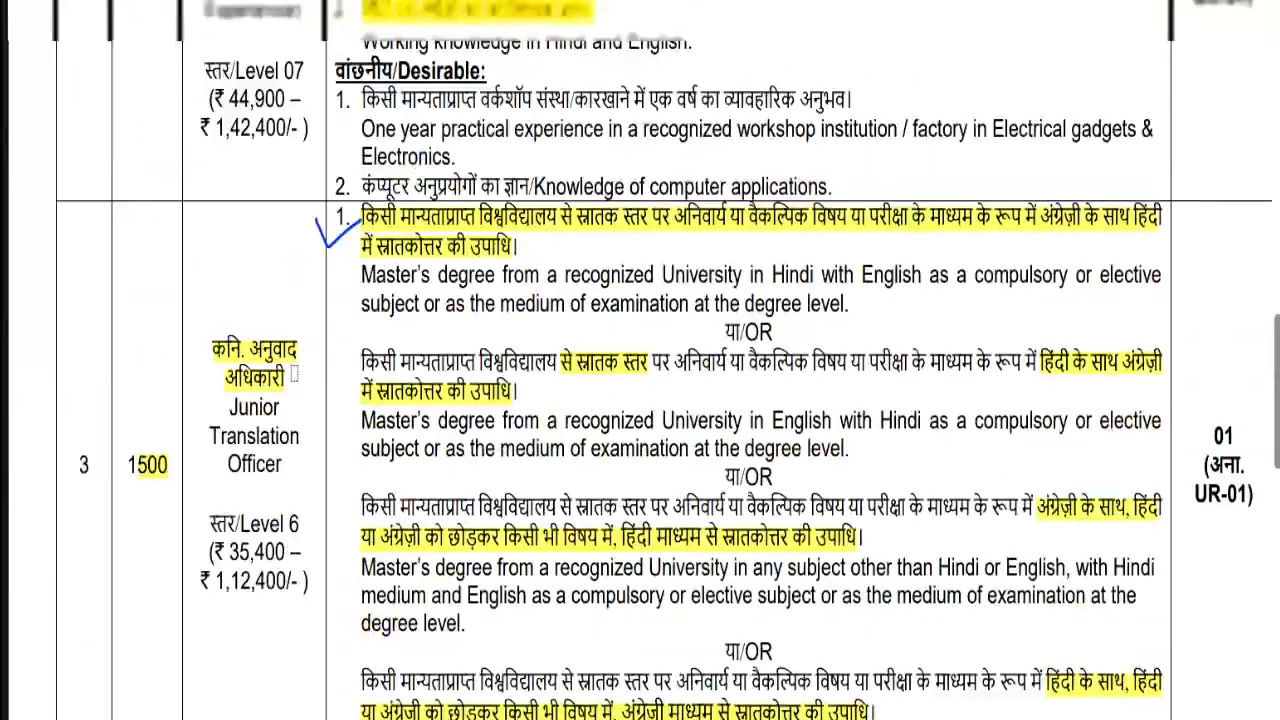 Working knowledge in Hindi and English.
स्तर/Level 07
(₹ 44,900 –
₹ 1,42,400/- )
वांछनीय/Desirable:
1. किसी मान्यताप्राप्त वर्कशॉप संस्था/कारखाने में एक वर्ष का व्यावहारिक अनुभव।
One year practical experience in a recognized workshop institution / factory in Electrical gadgets &
Electronics.
2. कंप्यूटर अनुप्रयोगों का ज्ञान/Knowledge of computer applications.
3
1500
कनि. अनुवाद
अधिकारी
Junior
Translation
Officer
स्तर/Level 6
(₹ 35,400 –
₹ 1,12,400/- )
1. किसी मान्यताप्राप्त विश्वविद्यालय से स्नातक स्तर पर अनिवार्य या वैकल्पिक विषय या परीक्षा के माध्यम के रूप में अंग्रेज़ी के साथ हिंदी
में स्नातकोत्तर की उपाधि।
Master's degree from a recognized University in Hindi with English as a compulsory or elective
subject or as the medium of examination at the degree level.
या/OR
किसी मान्यताप्राप्त विश्वविद्यालय से स्नातक स्तर पर अनिवार्य या वैकल्पिक विषय या परीक्षा के माध्यम के रूप में हिंदी के साथ अंग्रेज़ी
में स्नातकोत्तर की उपाधि।
Master's degree from a recognized University in English with Hindi as a compulsory or elective
subject or as the medium of examination at the degree level.
या/OR
किसी मान्यताप्राप्त विश्वविद्यालय से स्नातक स्तर पर अनिवार्य या वैकल्पिक विषय या परीक्षा के माध्यम के रूप में अंग्रेज़ी के साथ, हिंदी
या अंग्रेज़ी को छोड़कर किसी भी विषय में, हिंदी माध्यम से स्नातकोत्तर की उपाधि।
Master's degree from a recognized University in any subject other than Hindi or English, with Hindi
medium and English as a compulsory or elective subject or as the medium of examination at the
degree level.
या/OR
किसी मान्यताप्राप्त विश्वविद्यालय से स्नातक स्तर पर अनिवार्य या वैकल्पिक विषय या परीक्षा के माध्यम के रूप में हिंदी के साथ, हिंदी
या अंग्रेज़ी को छोड़कर किसी भी विषय में, अंग्रेज़ी माध्यम से स्नातकोत्तर की उपाधि।
01
(अना.
UR-01)